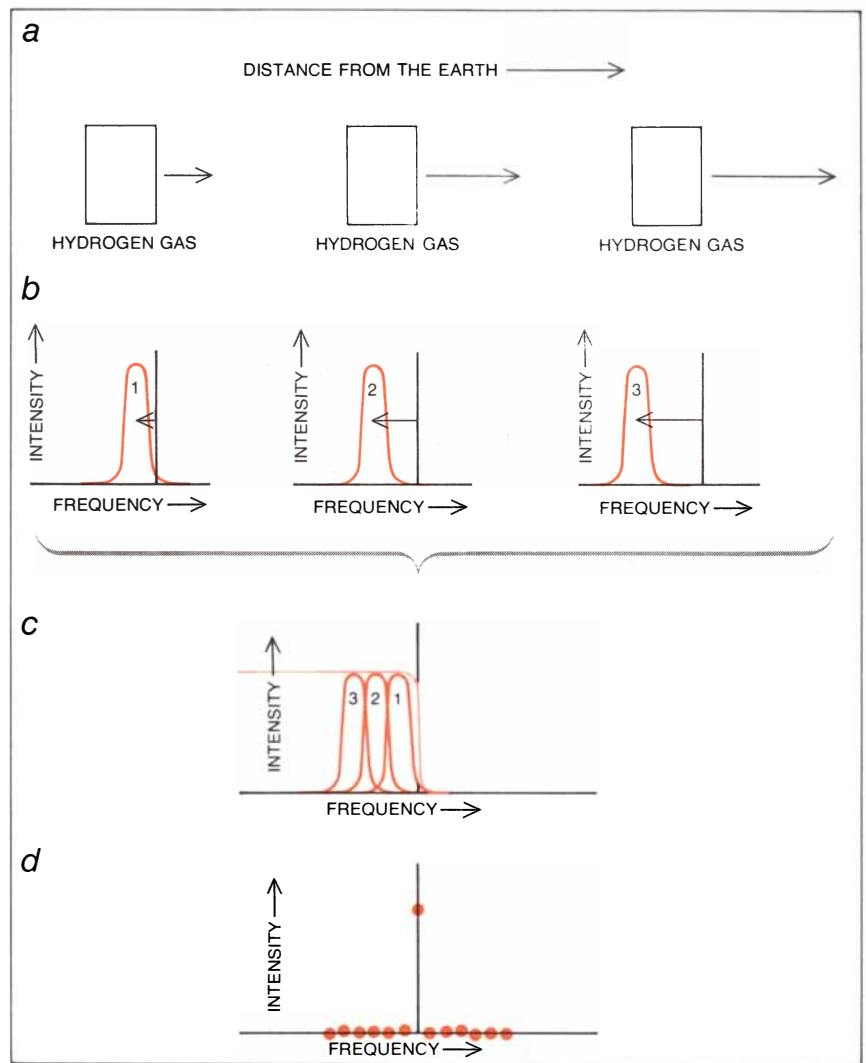 a
DISTANCE FROM THE EARTH
HYDROGEN GAS
HYDROGEN GAS
HYDROGEN GAS
b
INTENSITY
1
FREQUENCY
INTENSITY
2
FREQUENCY
INTENSITY
3
FREQUENCY
c
INTENSITY
3 2 1
FREQUENCY
d
INTENSITY
FREQUENCY